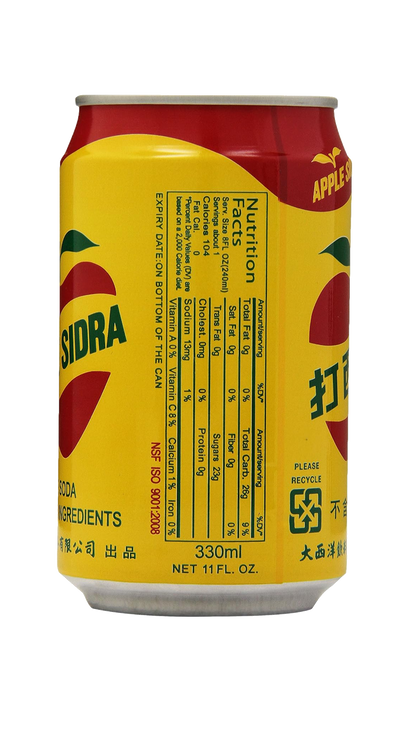 APPLE
SIDRA
SODA
INGREDIENTS
有限公司 出品
EXPIRY DATE:ON BOTTOM OF THE CAN
NSF ISO 9001:2008
Nutrition
Facts
Serv. Size 8FL OZ(240ml)
Servings about 1
Calories 104
Fat Cal. 0
*Percent Daily Values (DV) are
based on a 2,000 Calorie diet.
Amount/serving %DV*
Total Fat 0g 0%
Sat. Fat 0g 0%
Trans Fat 0g
Cholest. 0mg 0%
Sodium 13mg 1%
Amount/serving %DV*
Total Carb. 26g 9%
Fiber 0g 0%
Sugars 23g
Protein 0g
Vitamin A 0% Vitamin C 8% Calcium 1% Iron 0%
330ml
NET 11 FL. OZ.
打
PLEASE
RECYCLE
不含
大西洋飲